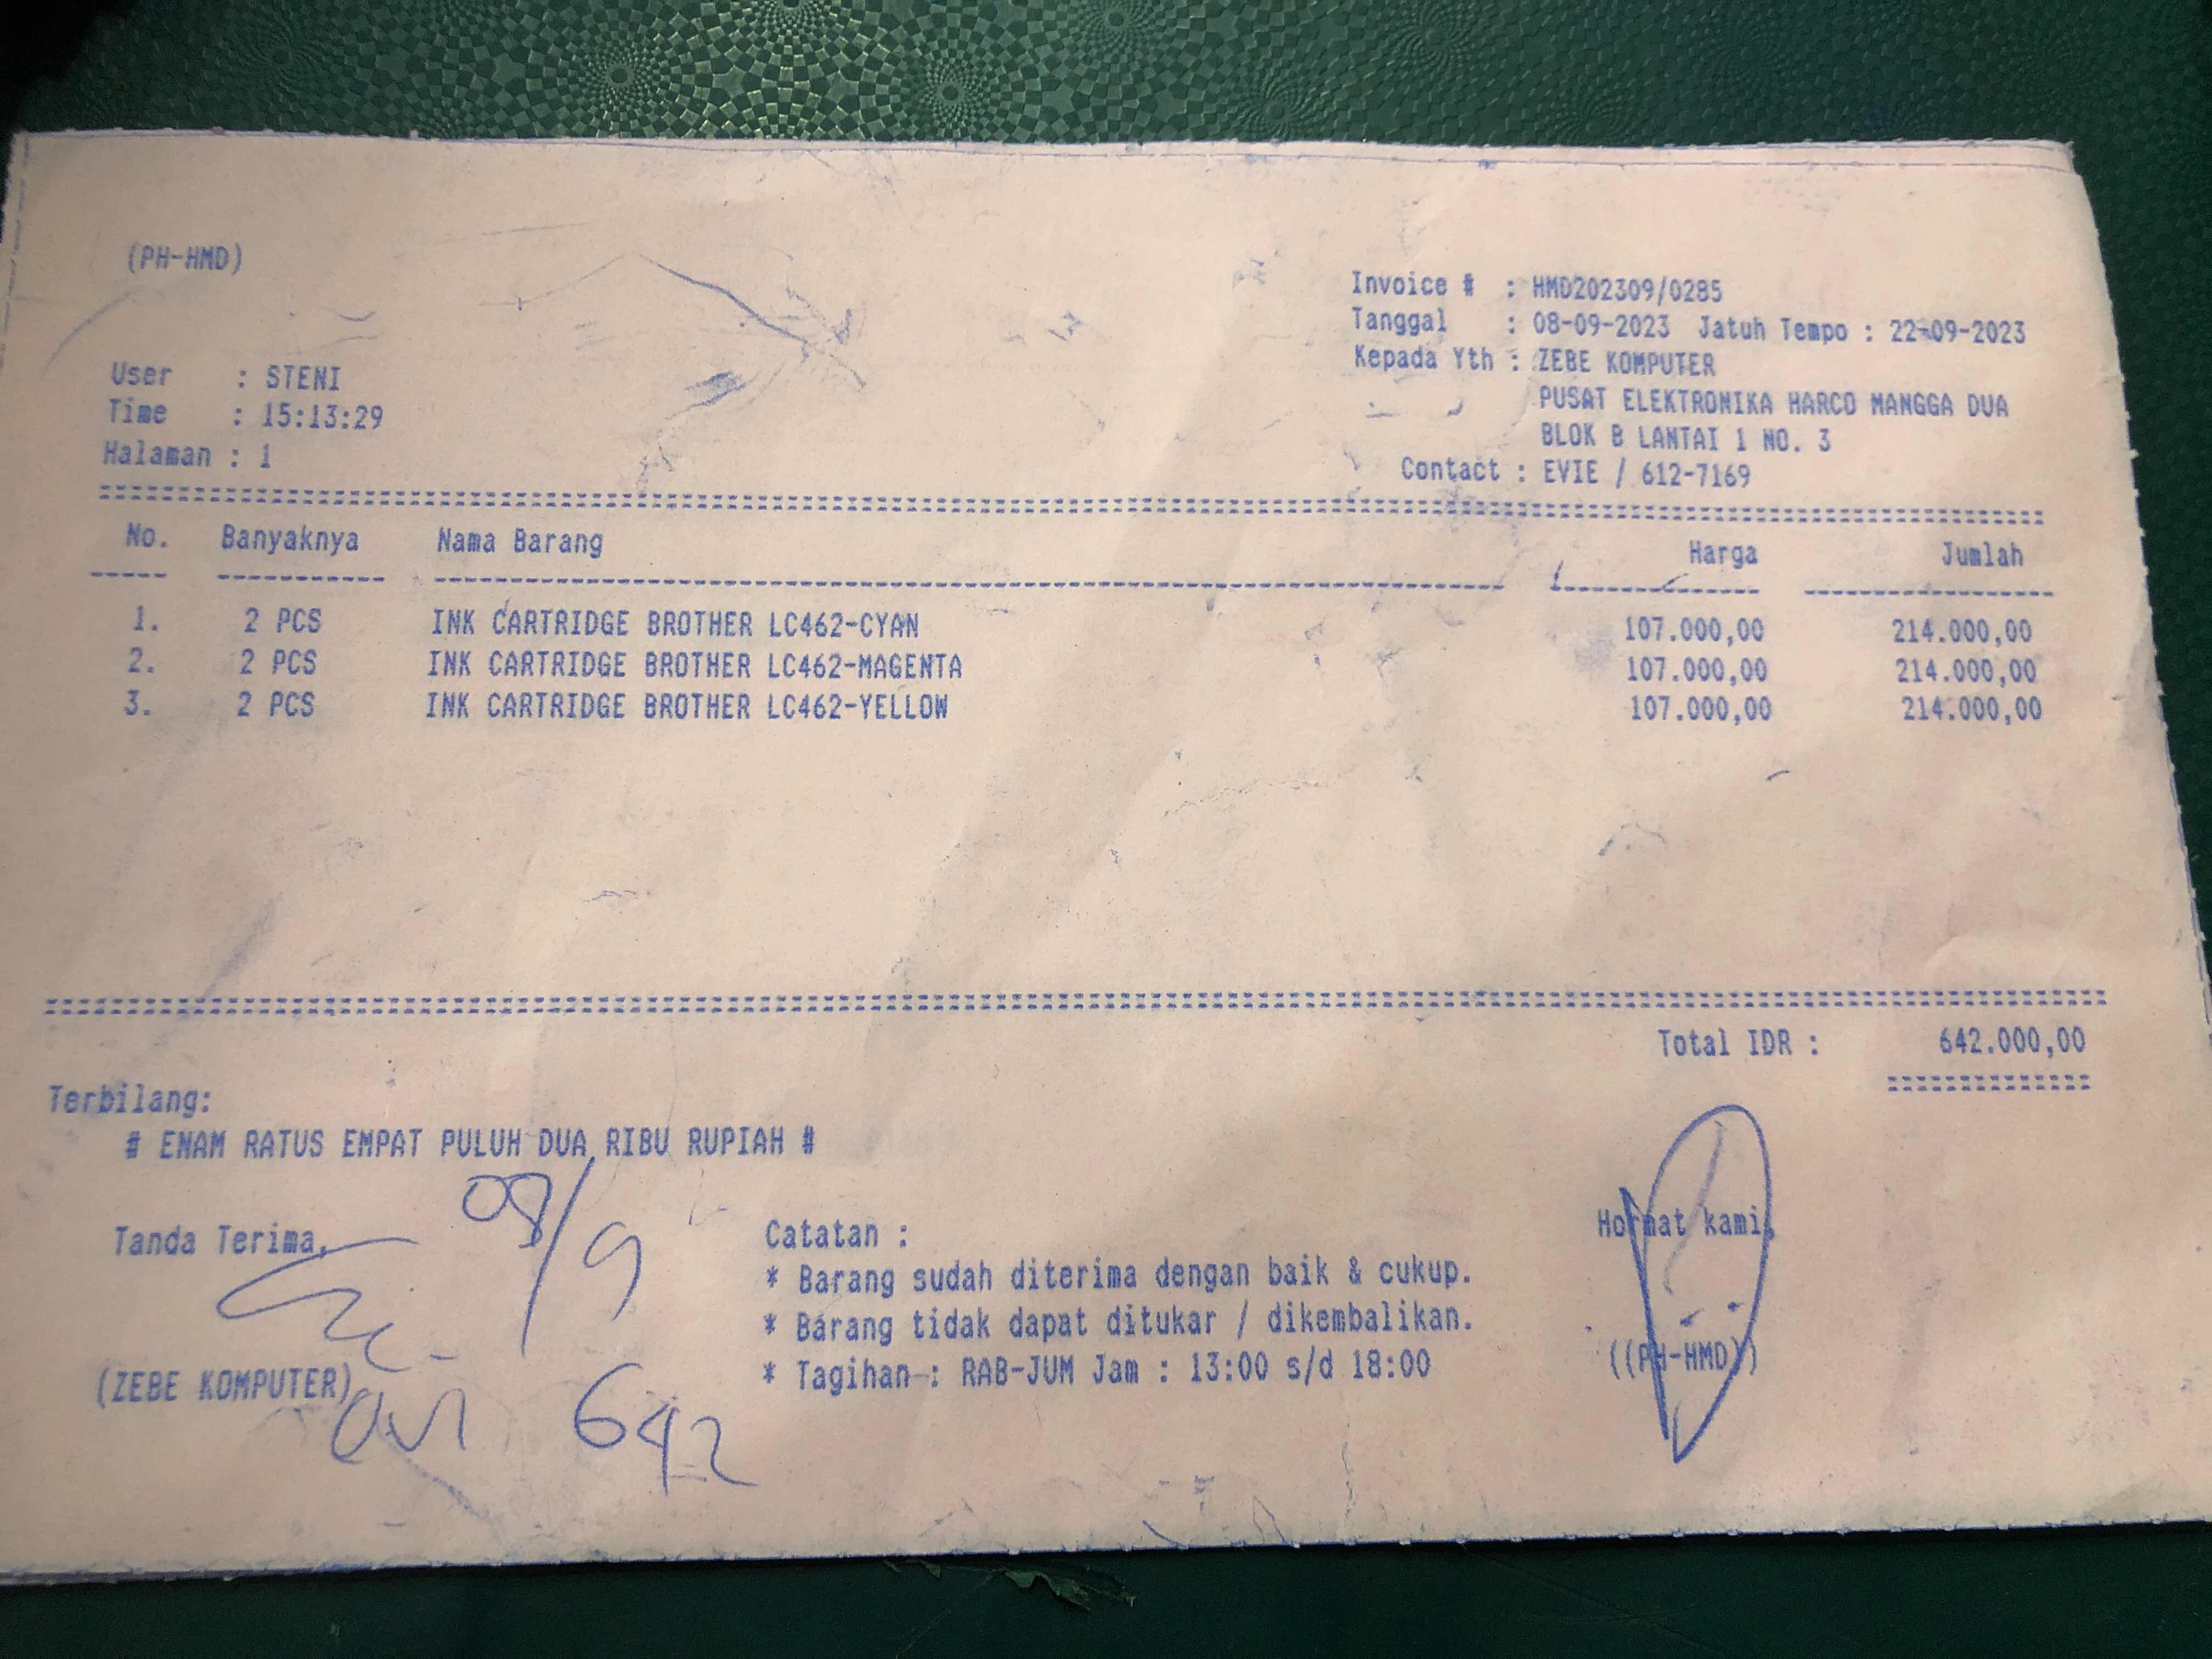 (PH-HMD)
Invoice # : HMD202309/0285
Tanggal : 08-09-2023 Jatuh Tempo : 22-09-2023
Kepada Yth : ZEBE KOMPUTER
PUSAT ELEKTRONIKA HARCO MANGGA DUA
BLOK B LANTAI 1 NO. 3
Contact : EVIE / 612-7169
User : STENI
Time : 15:13:29
Halaman : 1
No. Banyaknya Nama Barang Harga Jumlah
1. 2 PCS INK CARTRIDGE BROTHER LC462-CYAN 107.000,00 214.000,00
2. 2 PCS INK CARTRIDGE BROTHER LC462-MAGENTA 107.000,00 214.000,00
3. 2 PCS INK CARTRIDGE BROTHER LC462-YELLOW 107.000,00 214.000,00
Total IDR : 642.000,00
Terbilang:
# ENAM RATUS EMPAT PULUH DUA RIBU RUPIAH #
08/9
Tanda Terima,
(ZEBE KOMPUTER)
642
Catatan :
* Barang sudah diterima dengan baik & cukup.
* Barang tidak dapat ditukar / dikembalikan.
* Tagihan : RAB-JUM Jam : 13:00 s/d 18:00
Hormat kami,
((PH-HMD))